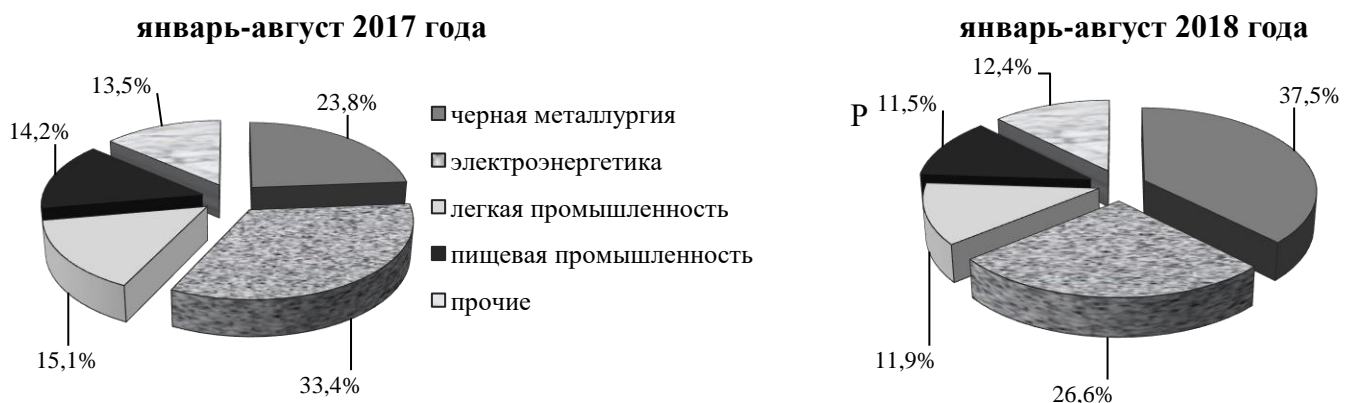 январь-август 2017 года
13,5%
23,8%
14,2%
15,1%
33,4%
черная металлургия
электроэнергетика
легкая промышленность
пищевая промышленность
прочие
январь-август 2018 года
12,4%
Р 11,5%
37,5%
11,9%
26,6%